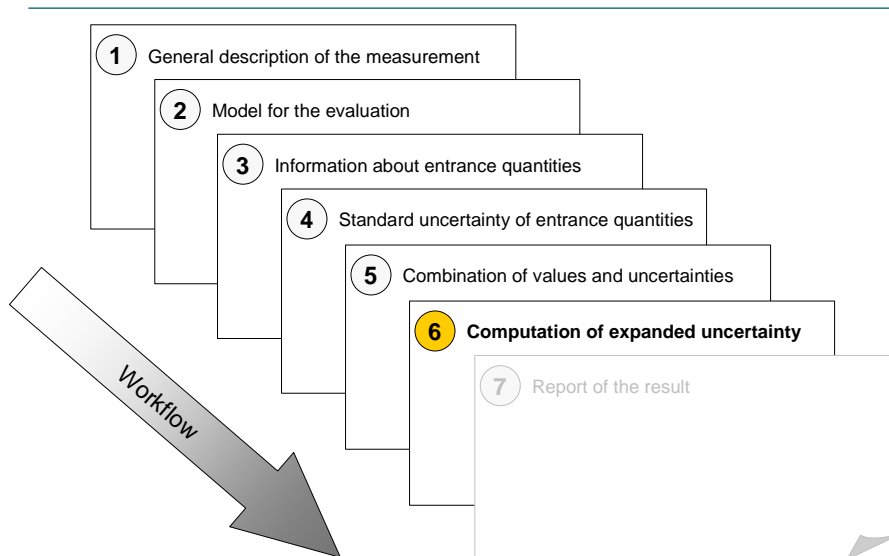 1 General description of the measurement
2 Model for the evaluation
3 Information about entrance quantities
4 Standard uncertainty of entrance quantities
5 Combination of values and uncertainties
6 Computation of expanded uncertainty
7 Report of the result
Workflow